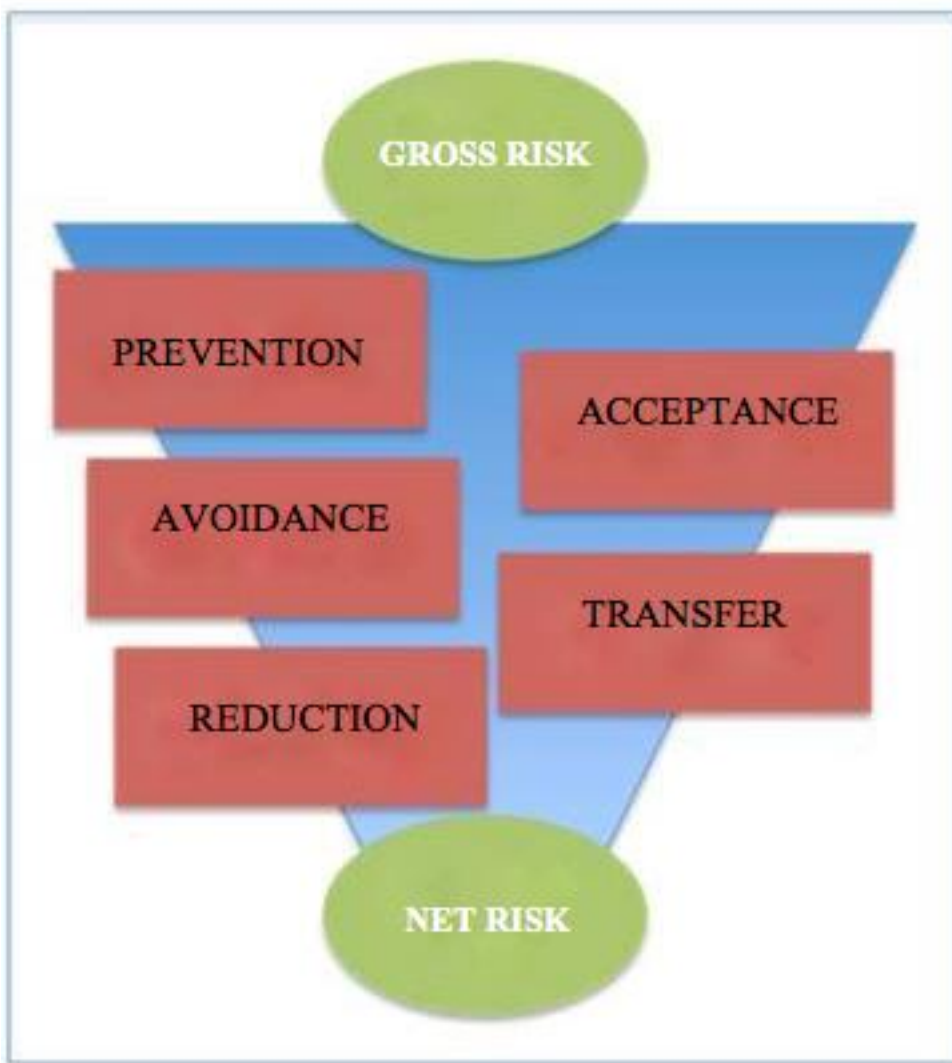 GROSS RISK
PREVENTION
ACCEPTANCE
AVOIDANCE
TRANSFER
REDUCTION
NET RISK